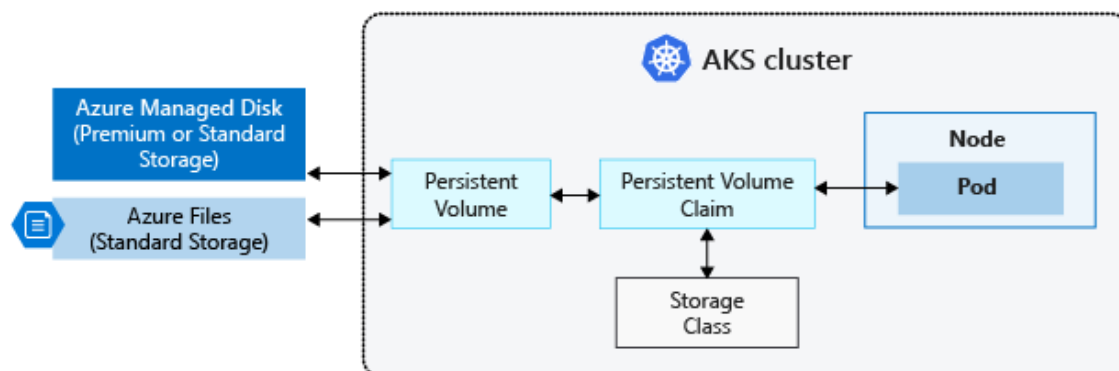 AKS cluster
Azure Managed Disk
(Premium or Standard
Storage)
Azure Files
(Standard Storage)
Persistent
Volume
Persistent Volume
Claim
Storage
Class
Node
Pod